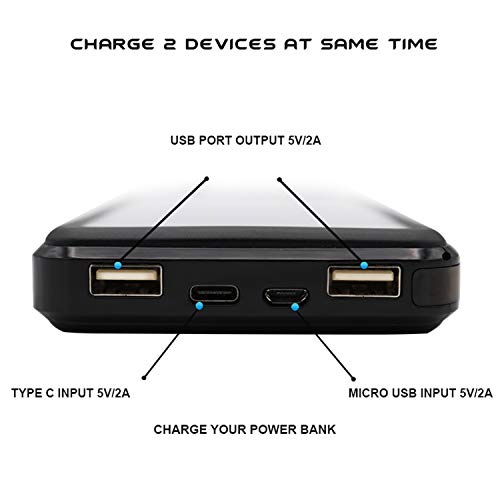 CHARGE 2 DEVICES AT SAME TIME
USB PORT OUTPUT 5V/2A
TYPE C INPUT 5V/2A
MICRO USB INPUT 5V/2A
CHARGE YOUR POWER BANK